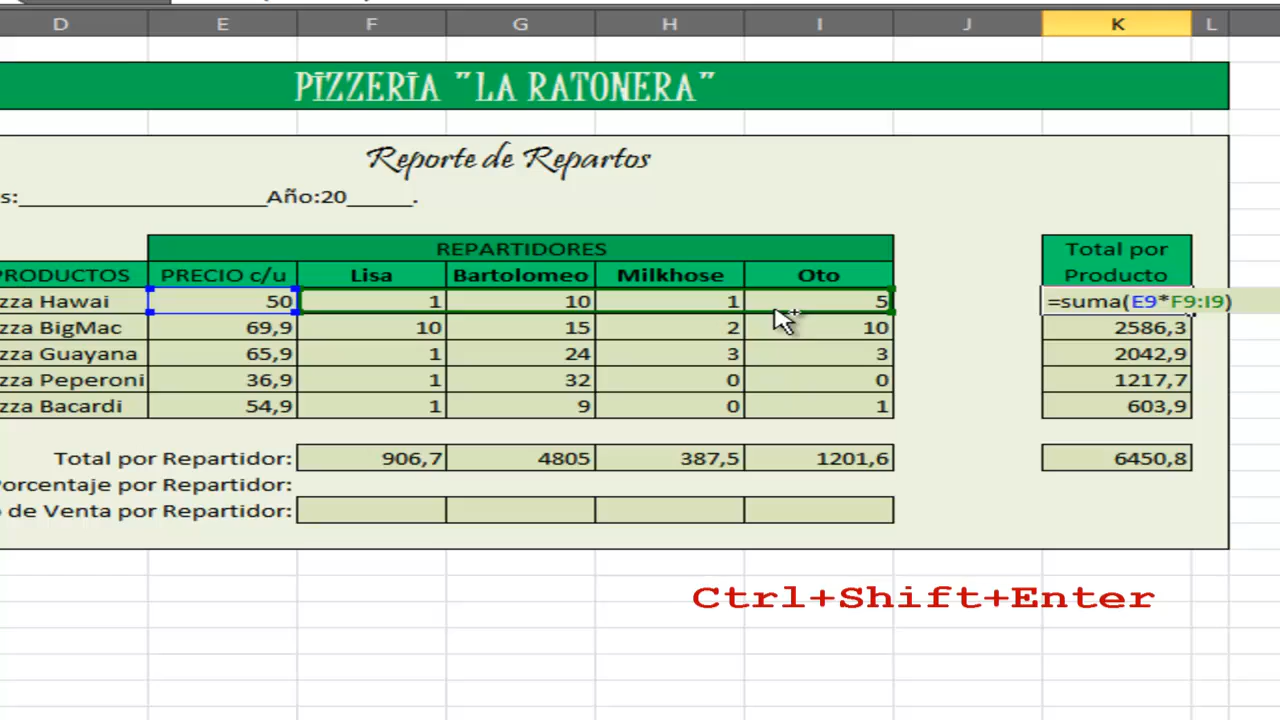 D E F G H I J K L
PIZZERIA "LA RATONERA"
Reporte de Repartos
s:____________________Año:20_____.
REPARTIDORES Total por
PRODUCTOS PRECIO c/u Lisa Bartolomeo Milkhose Oto Producto
zza Hawai 50 1 10 1 5 =suma(E9*F9:I9)
zza BigMac 69,9 10 15 2 10 2586,3
zza Guayana 65,9 1 24 3 3 2042,9
zza Peperoni 36,9 1 32 0 0 1217,7
zza Bacardi 54,9 1 9 0 1 603,9
Total por Repartidor: 906,7 4805 387,5 1201,6 6450,8
Porcentaje por Repartidor:
de Venta por Repartidor:
Ctrl+Shift+Enter